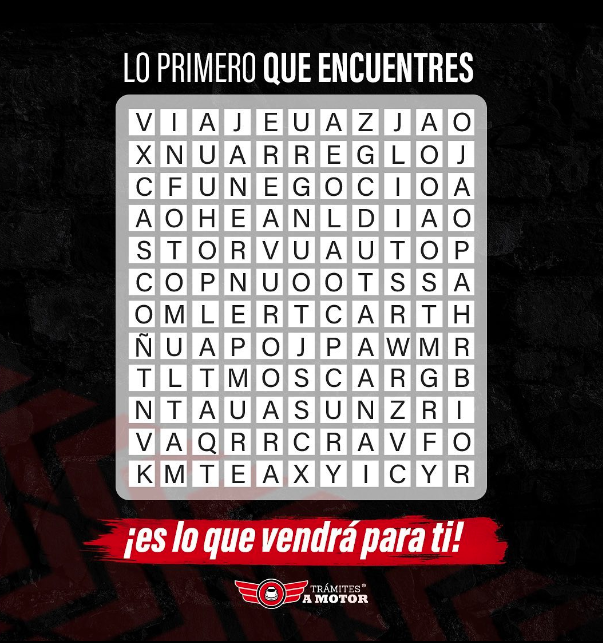 LO PRIMERO QUE ENCUENTRES
V I A J E U A Z J A O
X N U A R R E G L O J
C F U N E G O C I O A
A O H E A N L D I A O
S T O R V U A U T O P
C O P N U O O T S S A
O M L E R T C A R T H
Ñ U A P O J P A W M R
T L T M O S C A R G B
N T A U A S U N Z R I
V A Q R R C R A V F O
K M T E A X Y I C Y R
¡es lo que vendrá para ti!
TRÁMITES®
A MOTOR